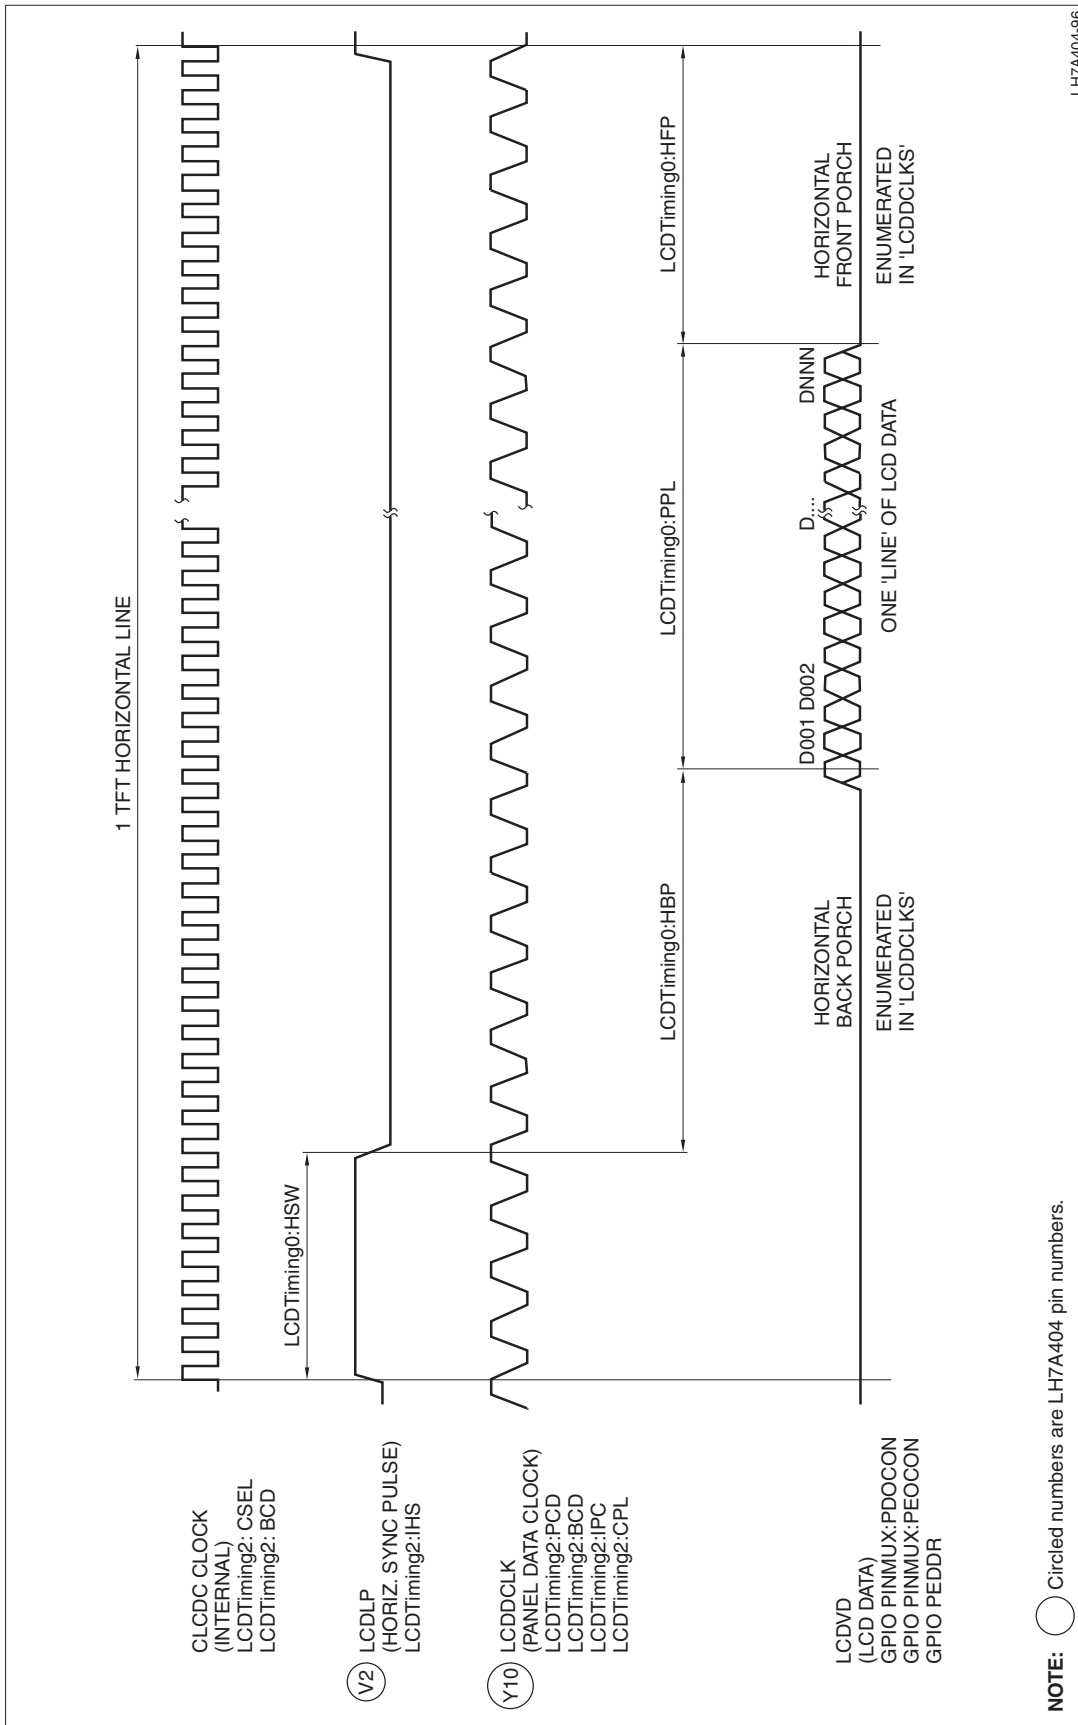 1 TFT HORIZONTAL LINE
CLCDC CLOCK
(INTERNAL)
LCDTiming2: CSEL
LCDTiming2: BCD
LCDTiming0:HSW
V2
LCDLP
(HORIZ. SYNC PULSE)
LCDTiming2:IHS
Y10
LCDDCLK
(PANEL DATA CLOCK)
LCDTiming2:PCD
LCDTiming2:BCD
LCDTiming2:IPC
LCDTiming2:CPL
LCDTiming0:HBP
LCDTiming0:PPL
LCDTiming0:HFP
D001 D002
D....
DNNN
LCDVD
(LCD DATA)
GPIO PINMUX:PDOCON
GPIO PINMUX:PEOCON
GPIO PEDDR
HORIZONTAL
BACK PORCH
ENUMERATED
IN 'LCDDCLKS'
ONE 'LINE' OF LCD DATA
HORIZONTAL
FRONT PORCH
ENUMERATED
IN 'LCDDCLKS'
NOTE: Circled numbers are LH7A404 pin numbers.
LH7A404-96